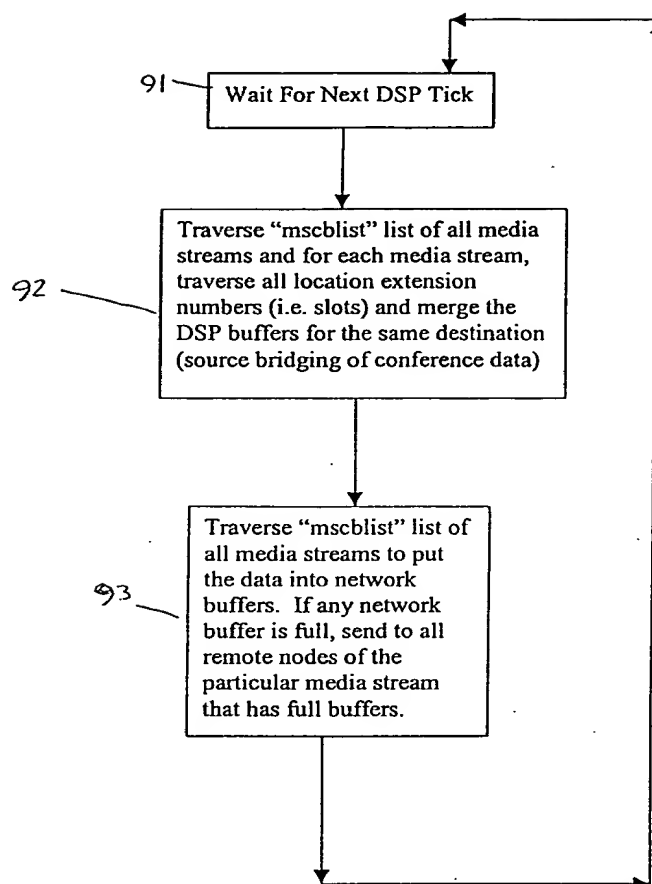 91
Wait For Next DSP Tick
92
Traverse “mscblist” list of all media
streams and for each media stream,
traverse all location extension
numbers (i.e. slots) and merge the
DSP buffers for the same destination
(source bridging of conference data)
93
Traverse “mscblist” list of
all media streams to put
the data into network
buffers. If any network
buffer is full, send to all
remote nodes of the
particular media stream
that has full buffers.